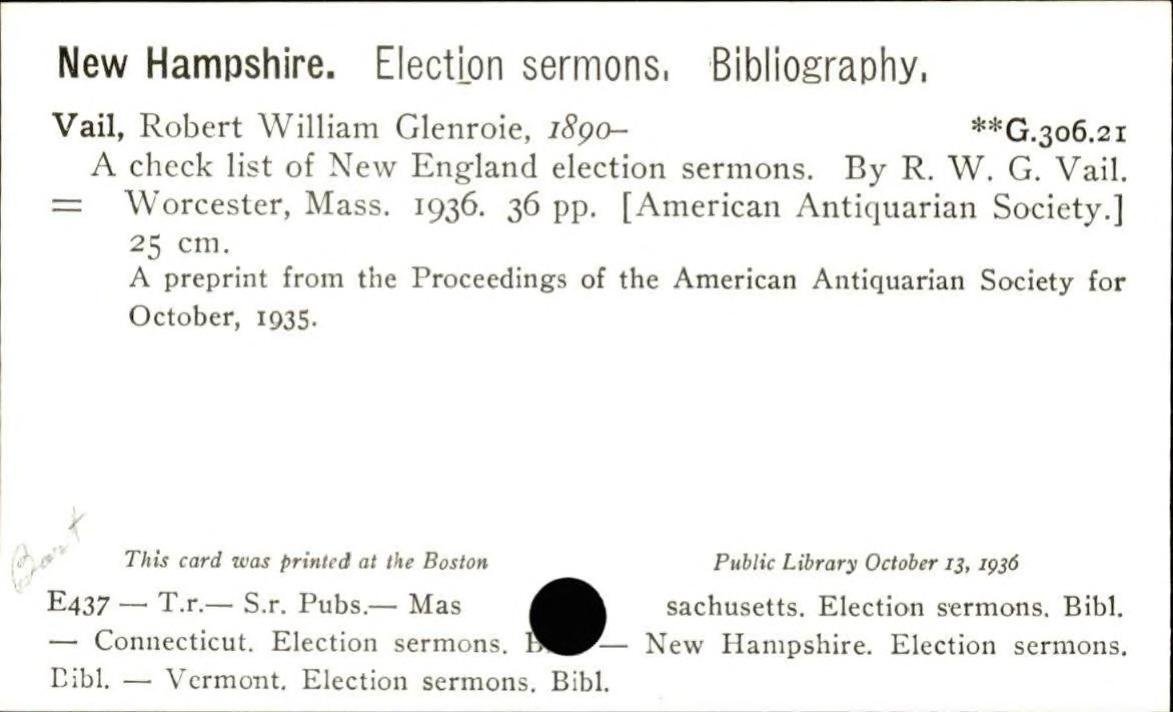 New Hampshire. Election sermons. Bibliography.
Vail, Robert William Glenroie, 1890– **G.306.21
A check list of New England election sermons. By R. W. G. Vail.
= Worcester, Mass. 1936. 36 pp. [American Antiquarian Society.]
25 cm.
A preprint from the Proceedings of the American Antiquarian Society for
October, 1935.
This card was printed at the Boston Public Library October 13, 1936
E437 — T.r.— S.r. Pubs.— Mas sachusetts. Election sermons. Bibl.
— Connecticut. Election sermons. — New Hampshire. Election sermons.
Bibl. — Vermont. Election sermons. Bibl.